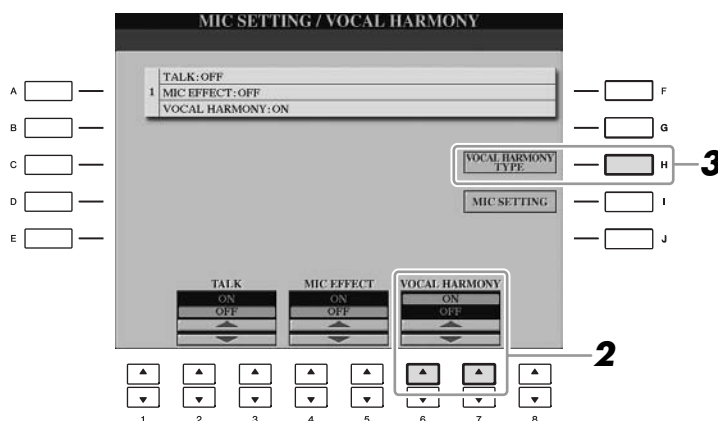 MIC SETTING / VOCAL HARMONY
TALK:OFF
1 MIC EFFECT:OFF
VOCAL HARMONY:ON
A
F
B
G
C
VOCAL HARMONY
TYPE
H
3
D
MIC SETTING
I
E
J
TALK MIC EFFECT VOCAL HARMONY
ON ON ON
OFF OFF OFF
2
1 2 3 4 5 6 7 8